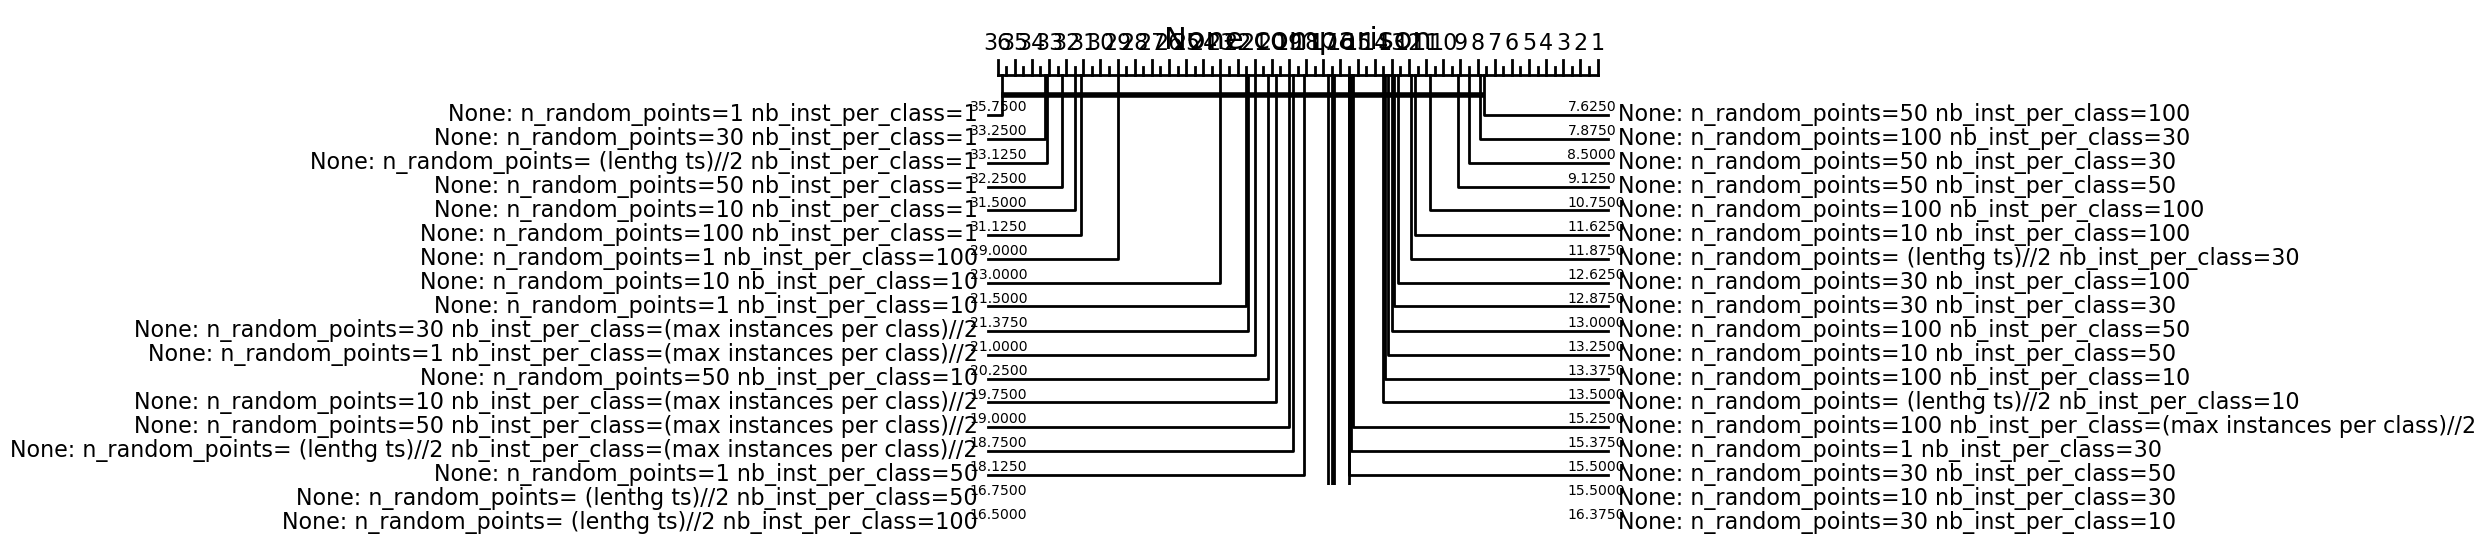 None comparison
36 35 34 33 32 31 30 29 28 27 26 25 24 23 22 21 20 19 18 17 16 15 14 13 12 11 10 9 8 7 6 5 4 3 2 1
None: n_random_points=1 nb_inst_per_class=1 35.7500 7.6250 None: n_random_points=50 nb_inst_per_class=100
None: n_random_points=30 nb_inst_per_class=1 33.2500 7.8750 None: n_random_points=100 nb_inst_per_class=30
None: n_random_points= (lenthg ts)//2 nb_inst_per_class=1 33.1250 8.5000 None: n_random_points=50 nb_inst_per_class=30
None: n_random_points=50 nb_inst_per_class=1 32.2500 9.1250 None: n_random_points=50 nb_inst_per_class=50
None: n_random_points=10 nb_inst_per_class=1 31.5000 10.7500 None: n_random_points=100 nb_inst_per_class=100
None: n_random_points=100 nb_inst_per_class=1 31.1250 11.6250 None: n_random_points=10 nb_inst_per_class=100
None: n_random_points=1 nb_inst_per_class=100 29.0000 11.8750 None: n_random_points= (lenthg ts)//2 nb_inst_per_class=30
None: n_random_points=10 nb_inst_per_class=10 23.0000 12.6250 None: n_random_points=30 nb_inst_per_class=100
None: n_random_points=1 nb_inst_per_class=10 21.5000 12.8750 None: n_random_points=30 nb_inst_per_class=30
None: n_random_points=30 nb_inst_per_class=(max instances per class)//2 21.3750 13.0000 None: n_random_points=100 nb_inst_per_class=50
None: n_random_points=1 nb_inst_per_class=(max instances per class)//2 21.0000 13.2500 None: n_random_points=10 nb_inst_per_class=50
None: n_random_points=50 nb_inst_per_class=10 20.2500 13.3750 None: n_random_points=100 nb_inst_per_class=10
None: n_random_points=10 nb_inst_per_class=(max instances per class)//2 19.7500 13.5000 None: n_random_points= (lenthg ts)//2 nb_inst_per_class=10
None: n_random_points=50 nb_inst_per_class=(max instances per class)//2 19.0000 15.2500 None: n_random_points=100 nb_inst_per_class=(max instances per class)//2
None: n_random_points= (lenthg ts)//2 nb_inst_per_class=(max instances per class)//2 18.7500 15.3750 None: n_random_points=1 nb_inst_per_class=30
None: n_random_points=1 nb_inst_per_class=50 18.1250 15.5000 None: n_random_points=30 nb_inst_per_class=50
None: n_random_points= (lenthg ts)//2 nb_inst_per_class=50 16.7500 15.5000 None: n_random_points=10 nb_inst_per_class=30
None: n_random_points= (lenthg ts)//2 nb_inst_per_class=100 16.5000 16.3750 None: n_random_points=30 nb_inst_per_class=10